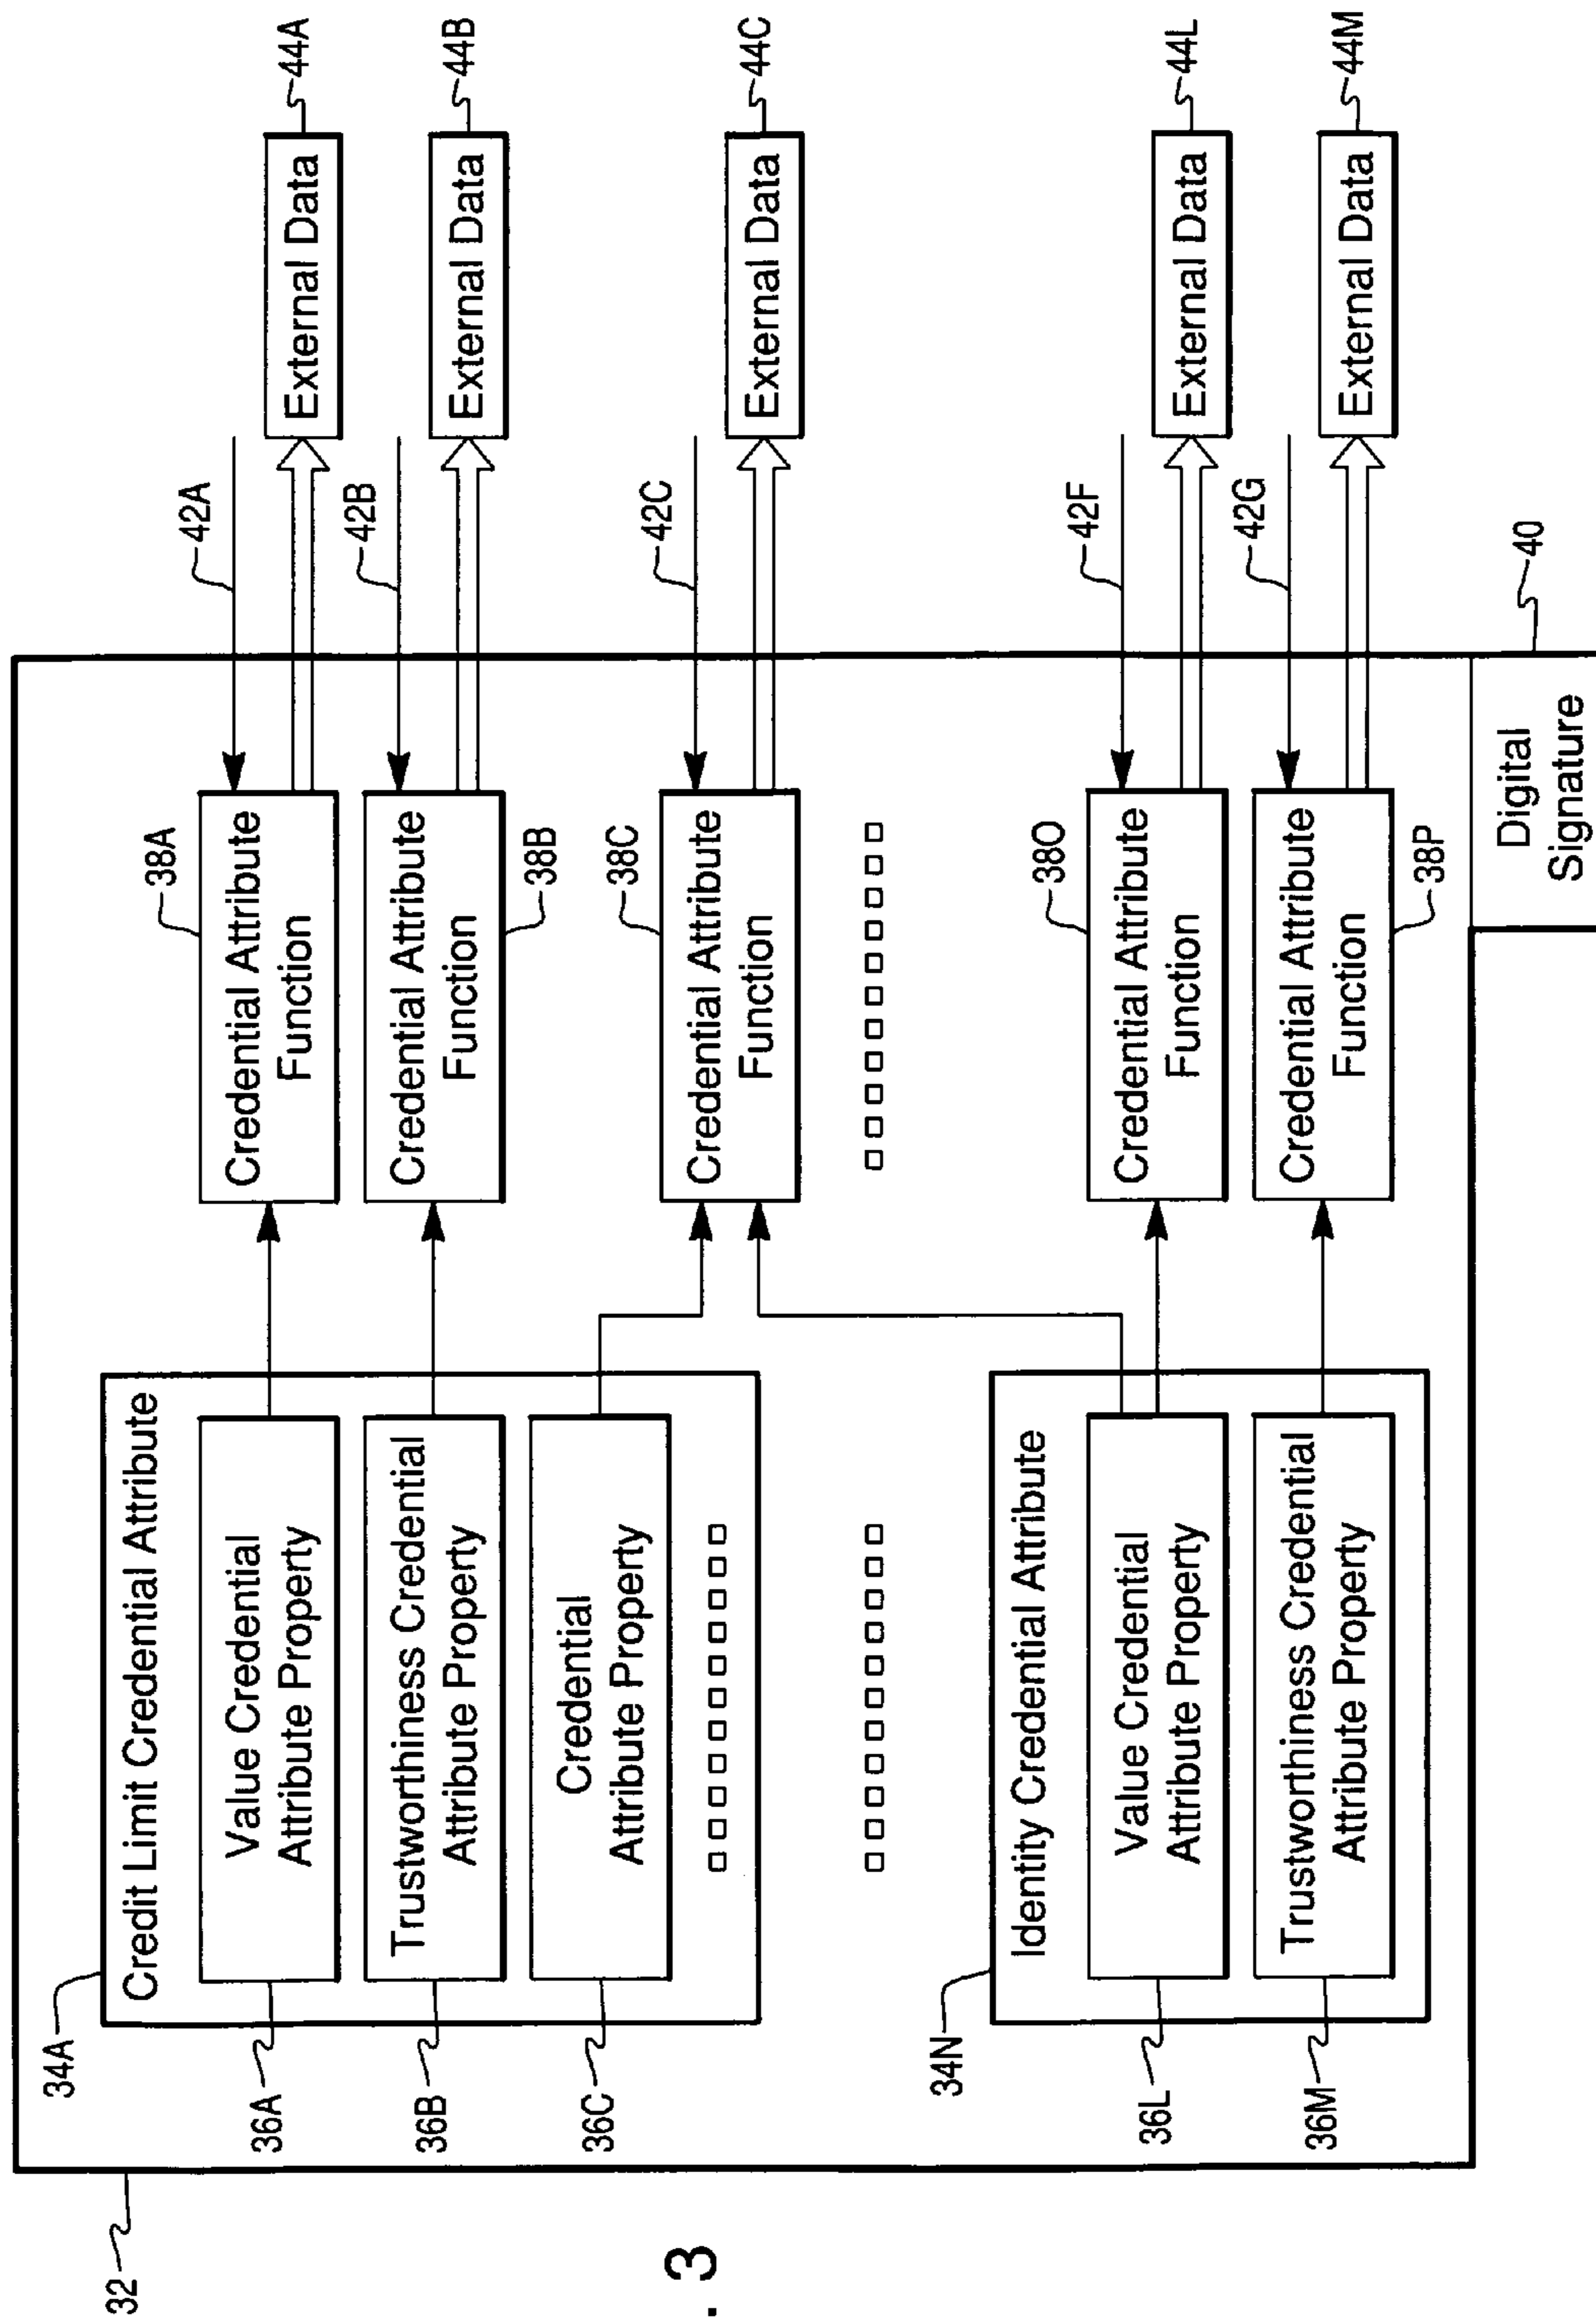 32
34A
Credit Limit Credential Attribute
36A
Value Credential
Attribute Property
36B
Trustworthiness Credential
Attribute Property
36C
Credential
Attribute Property
34N
Identity Credential Attribute
36L
Value Credential
Attribute Property
36M
Trustworthiness Credential
Attribute Property
38A
Credential Attribute
Function
38B
Credential Attribute
Function
38C
Credential Attribute
Function
38O
Credential Attribute
Function
38P
Credential Attribute
Function
42A
42B
42C
42F
42G
External Data
44A
External Data
44B
External Data
44C
External Data
44L
External Data
44M
40
Digital
Signature
. 3